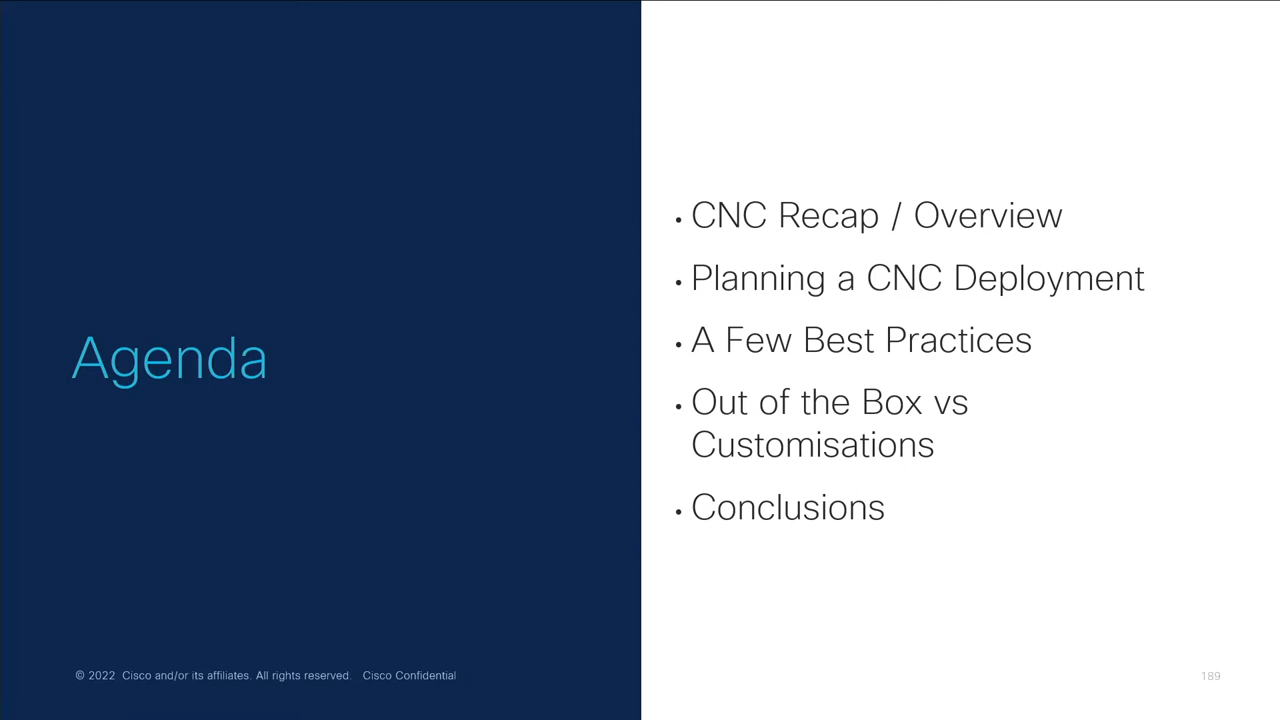 Agenda
• CNC Recap / Overview
• Planning a CNC Deployment
• A Few Best Practices
• Out of the Box vs
Customisations
• Conclusions
© 2022 Cisco and/or its affiliates. All rights reserved. Cisco Confidential
189